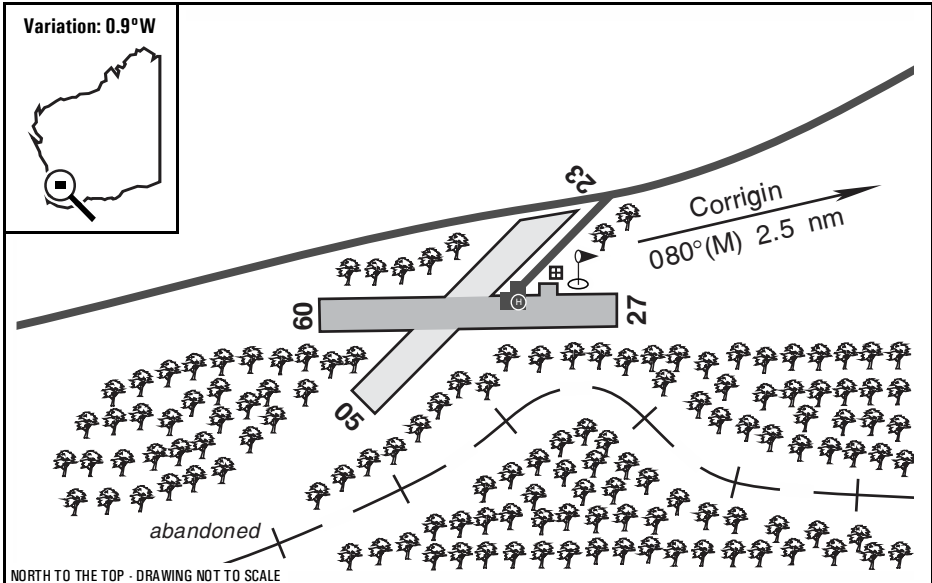 Variation: 0.9°W
23
Corrigin
080°(M) 2.5 nm
H
09
27
05
abandoned
NORTH TO THE TOP - DRAWING NOT TO SCALE